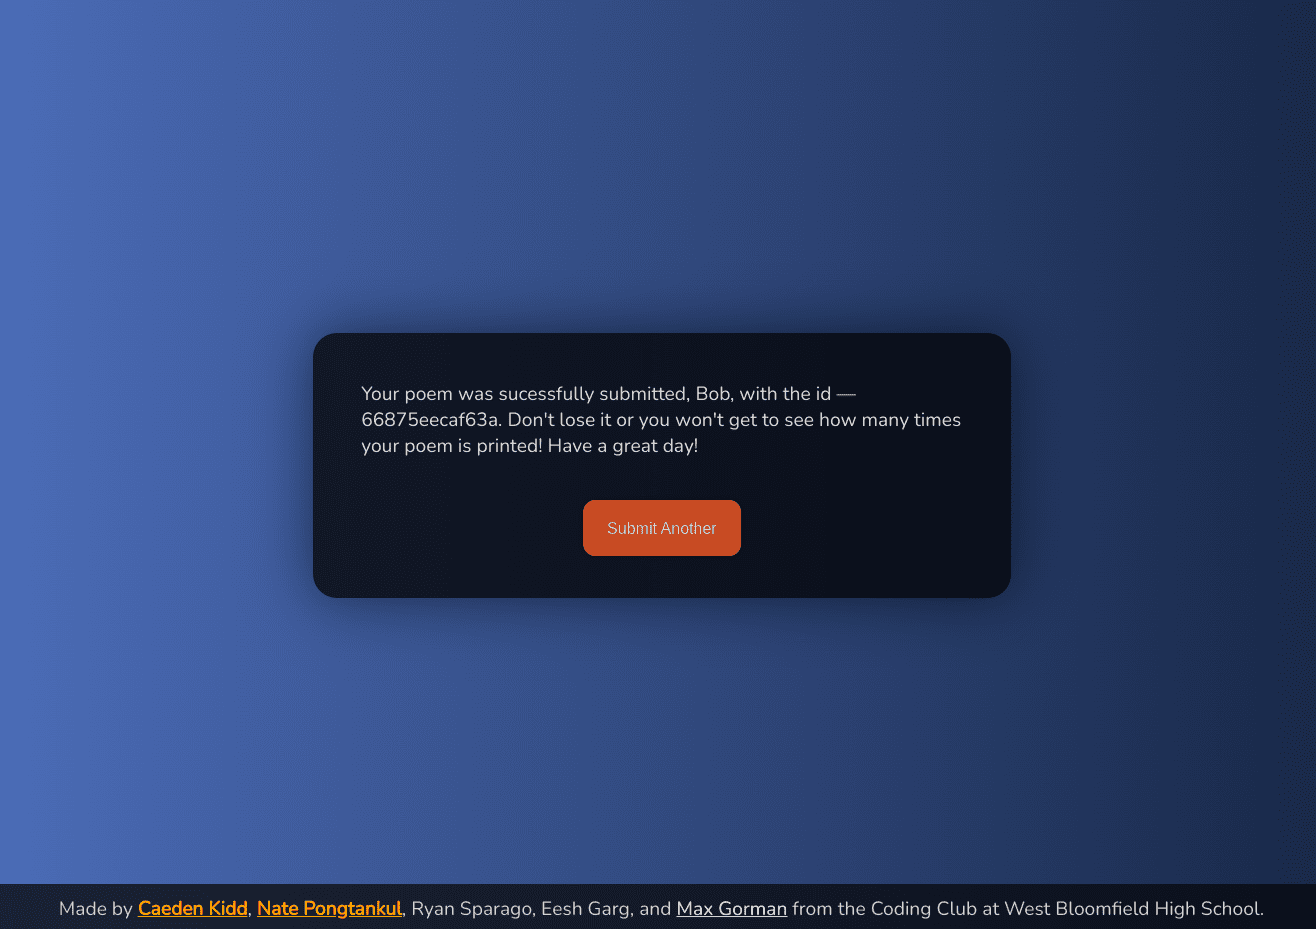 Your poem was sucessfully submitted, Bob, with the id —
66875eecaf63a. Don't lose it or you won't get to see how many times
your poem is printed! Have a great day!
Submit Another
Made by Caeden Kidd, Nate Pongtankul, Ryan Sparago, Eesh Garg, and Max Gorman from the Coding Club at West Bloomfield High School.